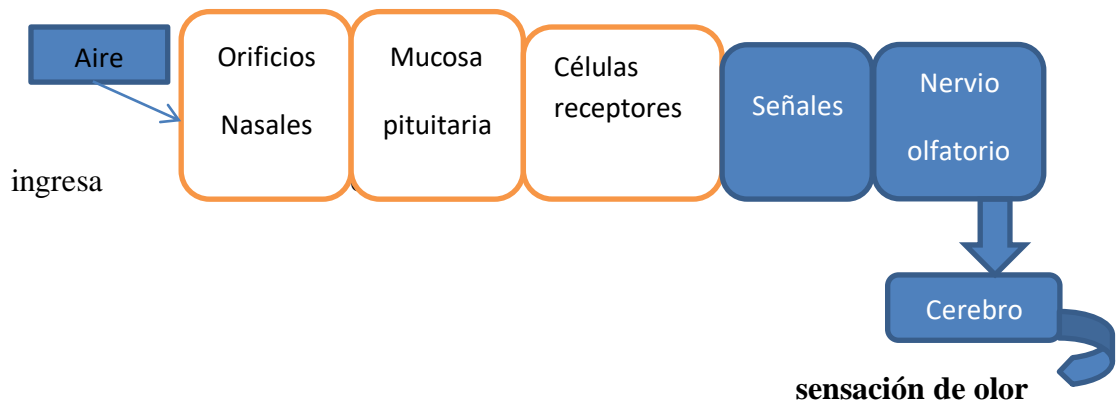 Aire
Orificios
Nasales
Mucosa
pituitaria
Células
receptores
Señales
Nervio
olfatorio
ingresa
Cerebro
sensación de olor